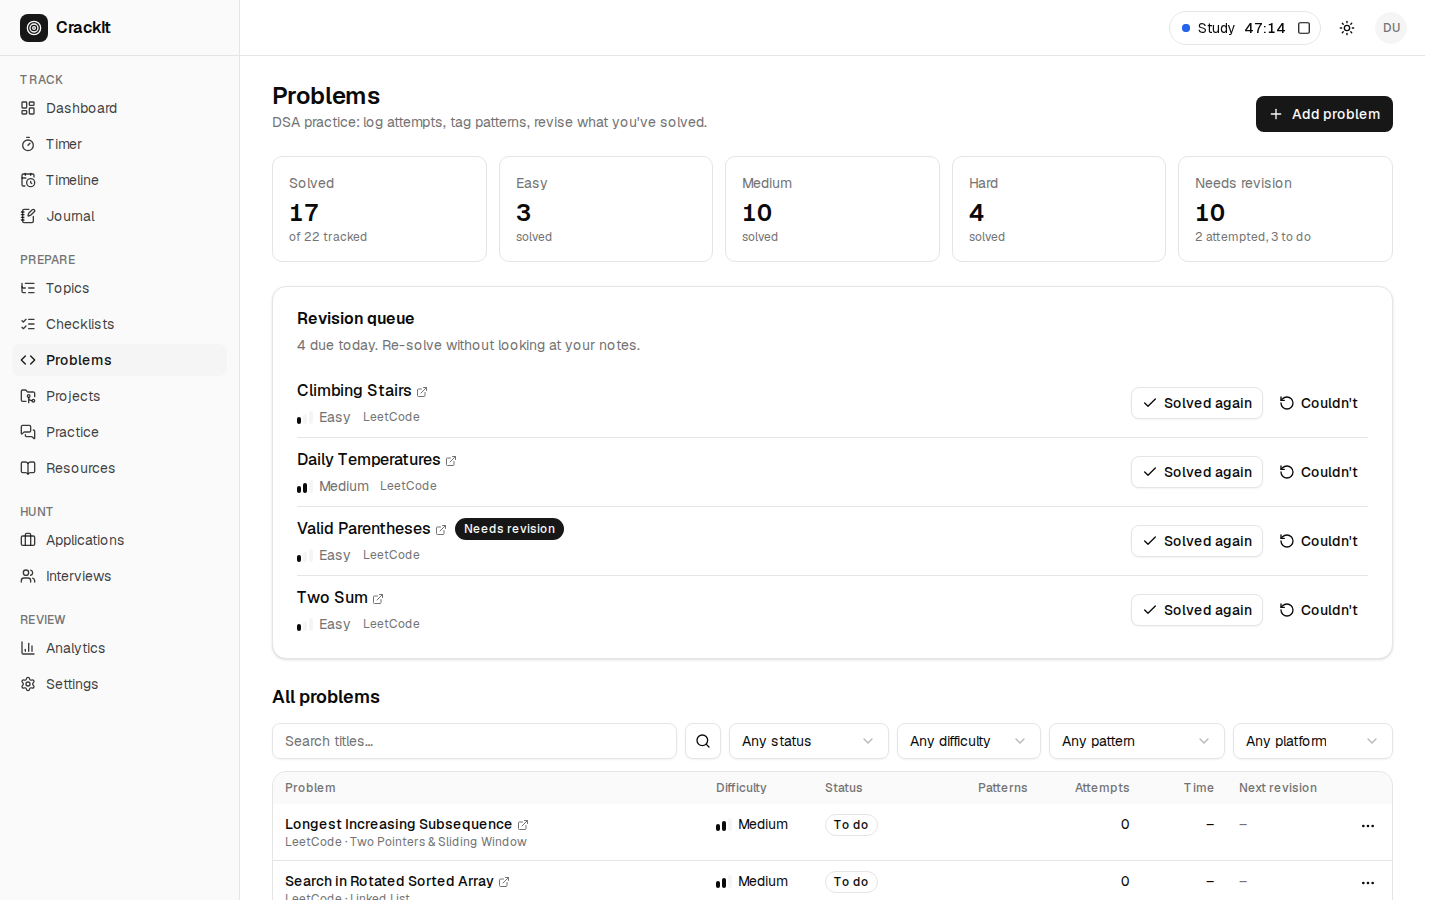 CrackIt
Study 47:14
DU
TRACK
Dashboard
Timer
Timeline
Journal
PREPARE
Topics
Checklists
Problems
Projects
Practice
Resources
HUNT
Applications
Interviews
REVIEW
Analytics
Settings
Problems
DSA practice: log attempts, tag patterns, revise what you've solved.
Add problem
Solved
17
of 22 tracked
Easy
3
solved
Medium
10
solved
Hard
4
solved
Needs revision
10
2 attempted, 3 to do
Revision queue
4 due today. Re-solve without looking at your notes.
Climbing Stairs
Easy LeetCode
Solved again Couldn't
Daily Temperatures
Medium LeetCode
Solved again Couldn't
Valid Parentheses Needs revision
Easy LeetCode
Solved again Couldn't
Two Sum
Easy LeetCode
Solved again Couldn't
All problems
Search titles...
Any status
Any difficulty
Any pattern
Any platform
Problem Difficulty Status Patterns Attempts Time Next revision
Longest Increasing Subsequence Medium To do 0 – –
LeetCode · Two Pointers & Sliding Window
Search in Rotated Sorted Array Medium To do 0 – –
LeetCode · Linked List